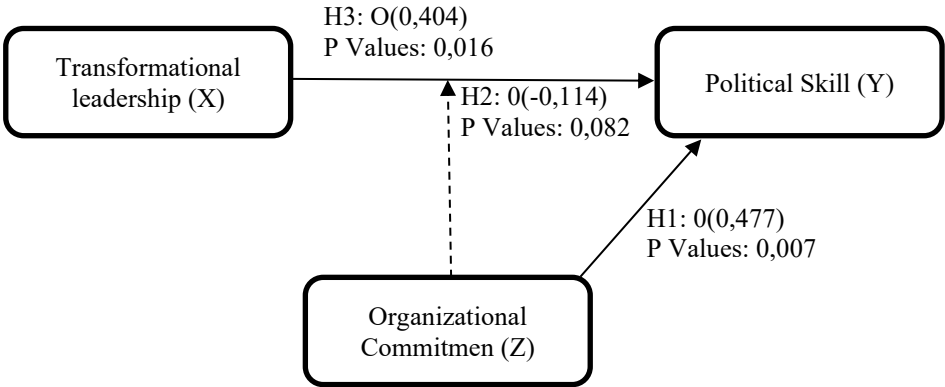 H3: O(0,404)
P Values: 0,016
Transformational
leadership (X)
Political Skill (Y)
H2: 0(-0,114)
P Values: 0,082
H1: 0(0,477)
P Values: 0,007
Organizational
Commitmen (Z)